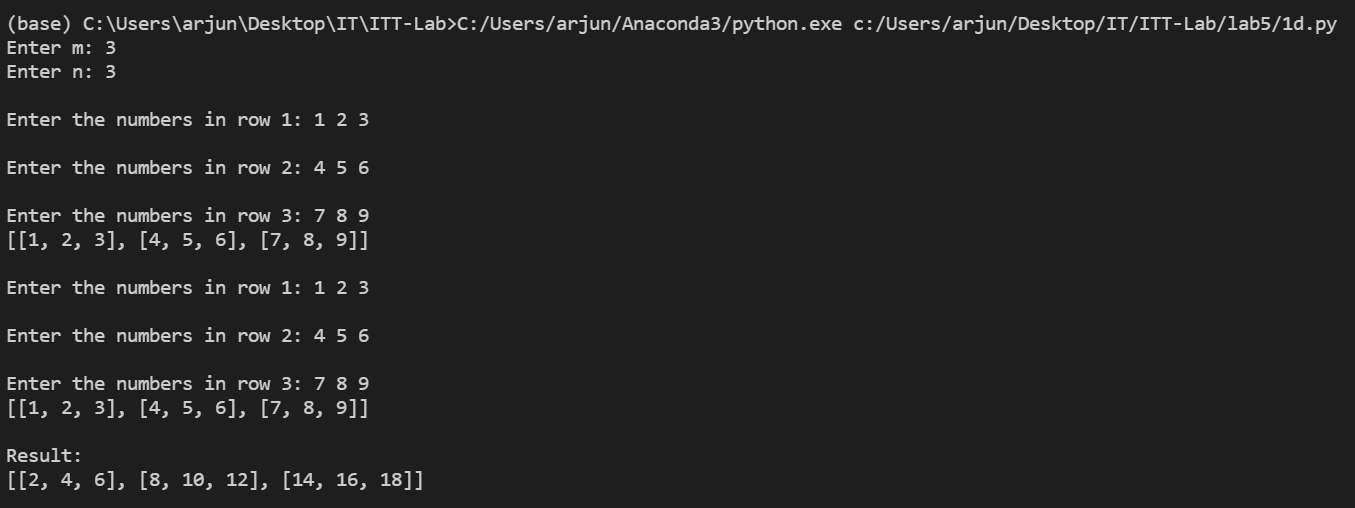 (base) C:\Users\arjun\Desktop\IT\ITT-Lab>C:/Users/arjun/Anaconda3/python.exe c:/Users/arjun/Desktop/IT/ITT-Lab/lab5/1d.py
Enter m: 3
Enter n: 3
Enter the numbers in row 1: 1 2 3
Enter the numbers in row 2: 4 5 6
Enter the numbers in row 3: 7 8 9
[[1, 2, 3], [4, 5, 6], [7, 8, 9]]
Enter the numbers in row 1: 1 2 3
Enter the numbers in row 2: 4 5 6
Enter the numbers in row 3: 7 8 9
[[1, 2, 3], [4, 5, 6], [7, 8, 9]]
Result:
[[2, 4, 6], [8, 10, 12], [14, 16, 18]]